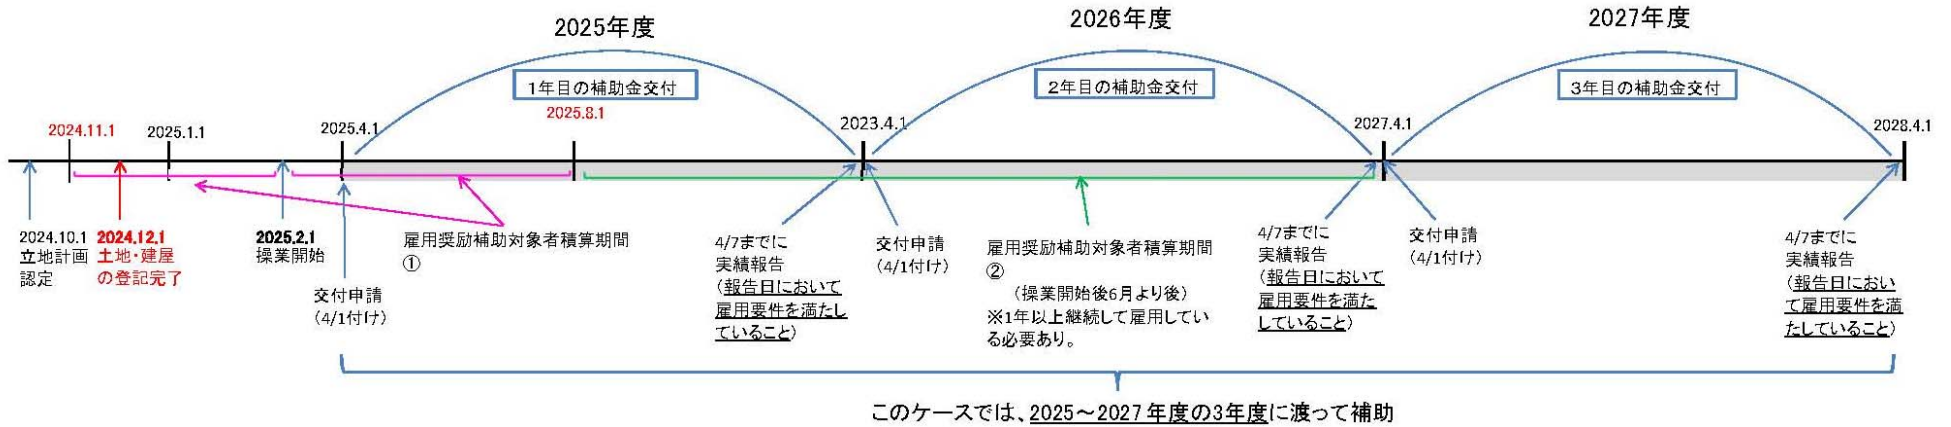 2025年度
2026年度
2027年度
1年目の補助金交付
2年目の補助金交付
3年目の補助金交付
2024.11.1
2025.1.1
2025.4.1
2025.8.1
2023.4.1
2027.4.1
2028.4.1
2024.10.1
立地計画
認定
2024.12.1
土地・建屋
の登記完了
2025.2.1
操業開始
交付申請
（4/1付け）
雇用奨励補助対象者積算期間
①
4/7までに
実績報告
（報告日において
雇用要件を満たし
ていること）
交付申請
（4/1付け）
雇用奨励補助対象者積算期間
②
（操業開始後6月より後）
※1年以上継続して雇用してい
る必要あり。
4/7までに
実績報告
（報告日において
雇用要件を満た
していること）
交付申請
（4/1付け）
4/7までに
実績報告
（報告日におい
て雇用要件を満
たしていること）
このケースでは、2025～2027年度の3年度に渡って補助